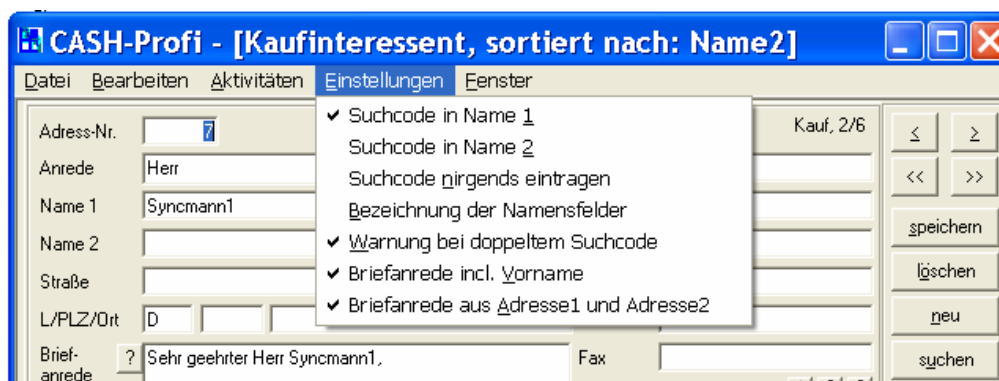 CASH-Profi - [Kaufinteressent, sortiert nach: Name2]
Datei Bearbeiten Aktivitäten Einstellungen Fenster
Adress-Nr. 7
Kauf, 2/6
Anrede Herr
Name 1 Syncmann1
Name 2
Straße
L/PLZ/Ort D
Brief-
anrede
? Sehr geehrter Herr Syncmann1,
Fax
✓ Suchcode in Name 1
Suchcode in Name 2
Suchcode nirgends eintragen
Bezeichnung der Namensfelder
✓ Warnung bei doppeltem Suchcode
✓ Briefanrede incl. Vorname
✓ Briefanrede aus Adresse1 und Adresse2
< >
<< >>
speichern
löschen
neu
suchen